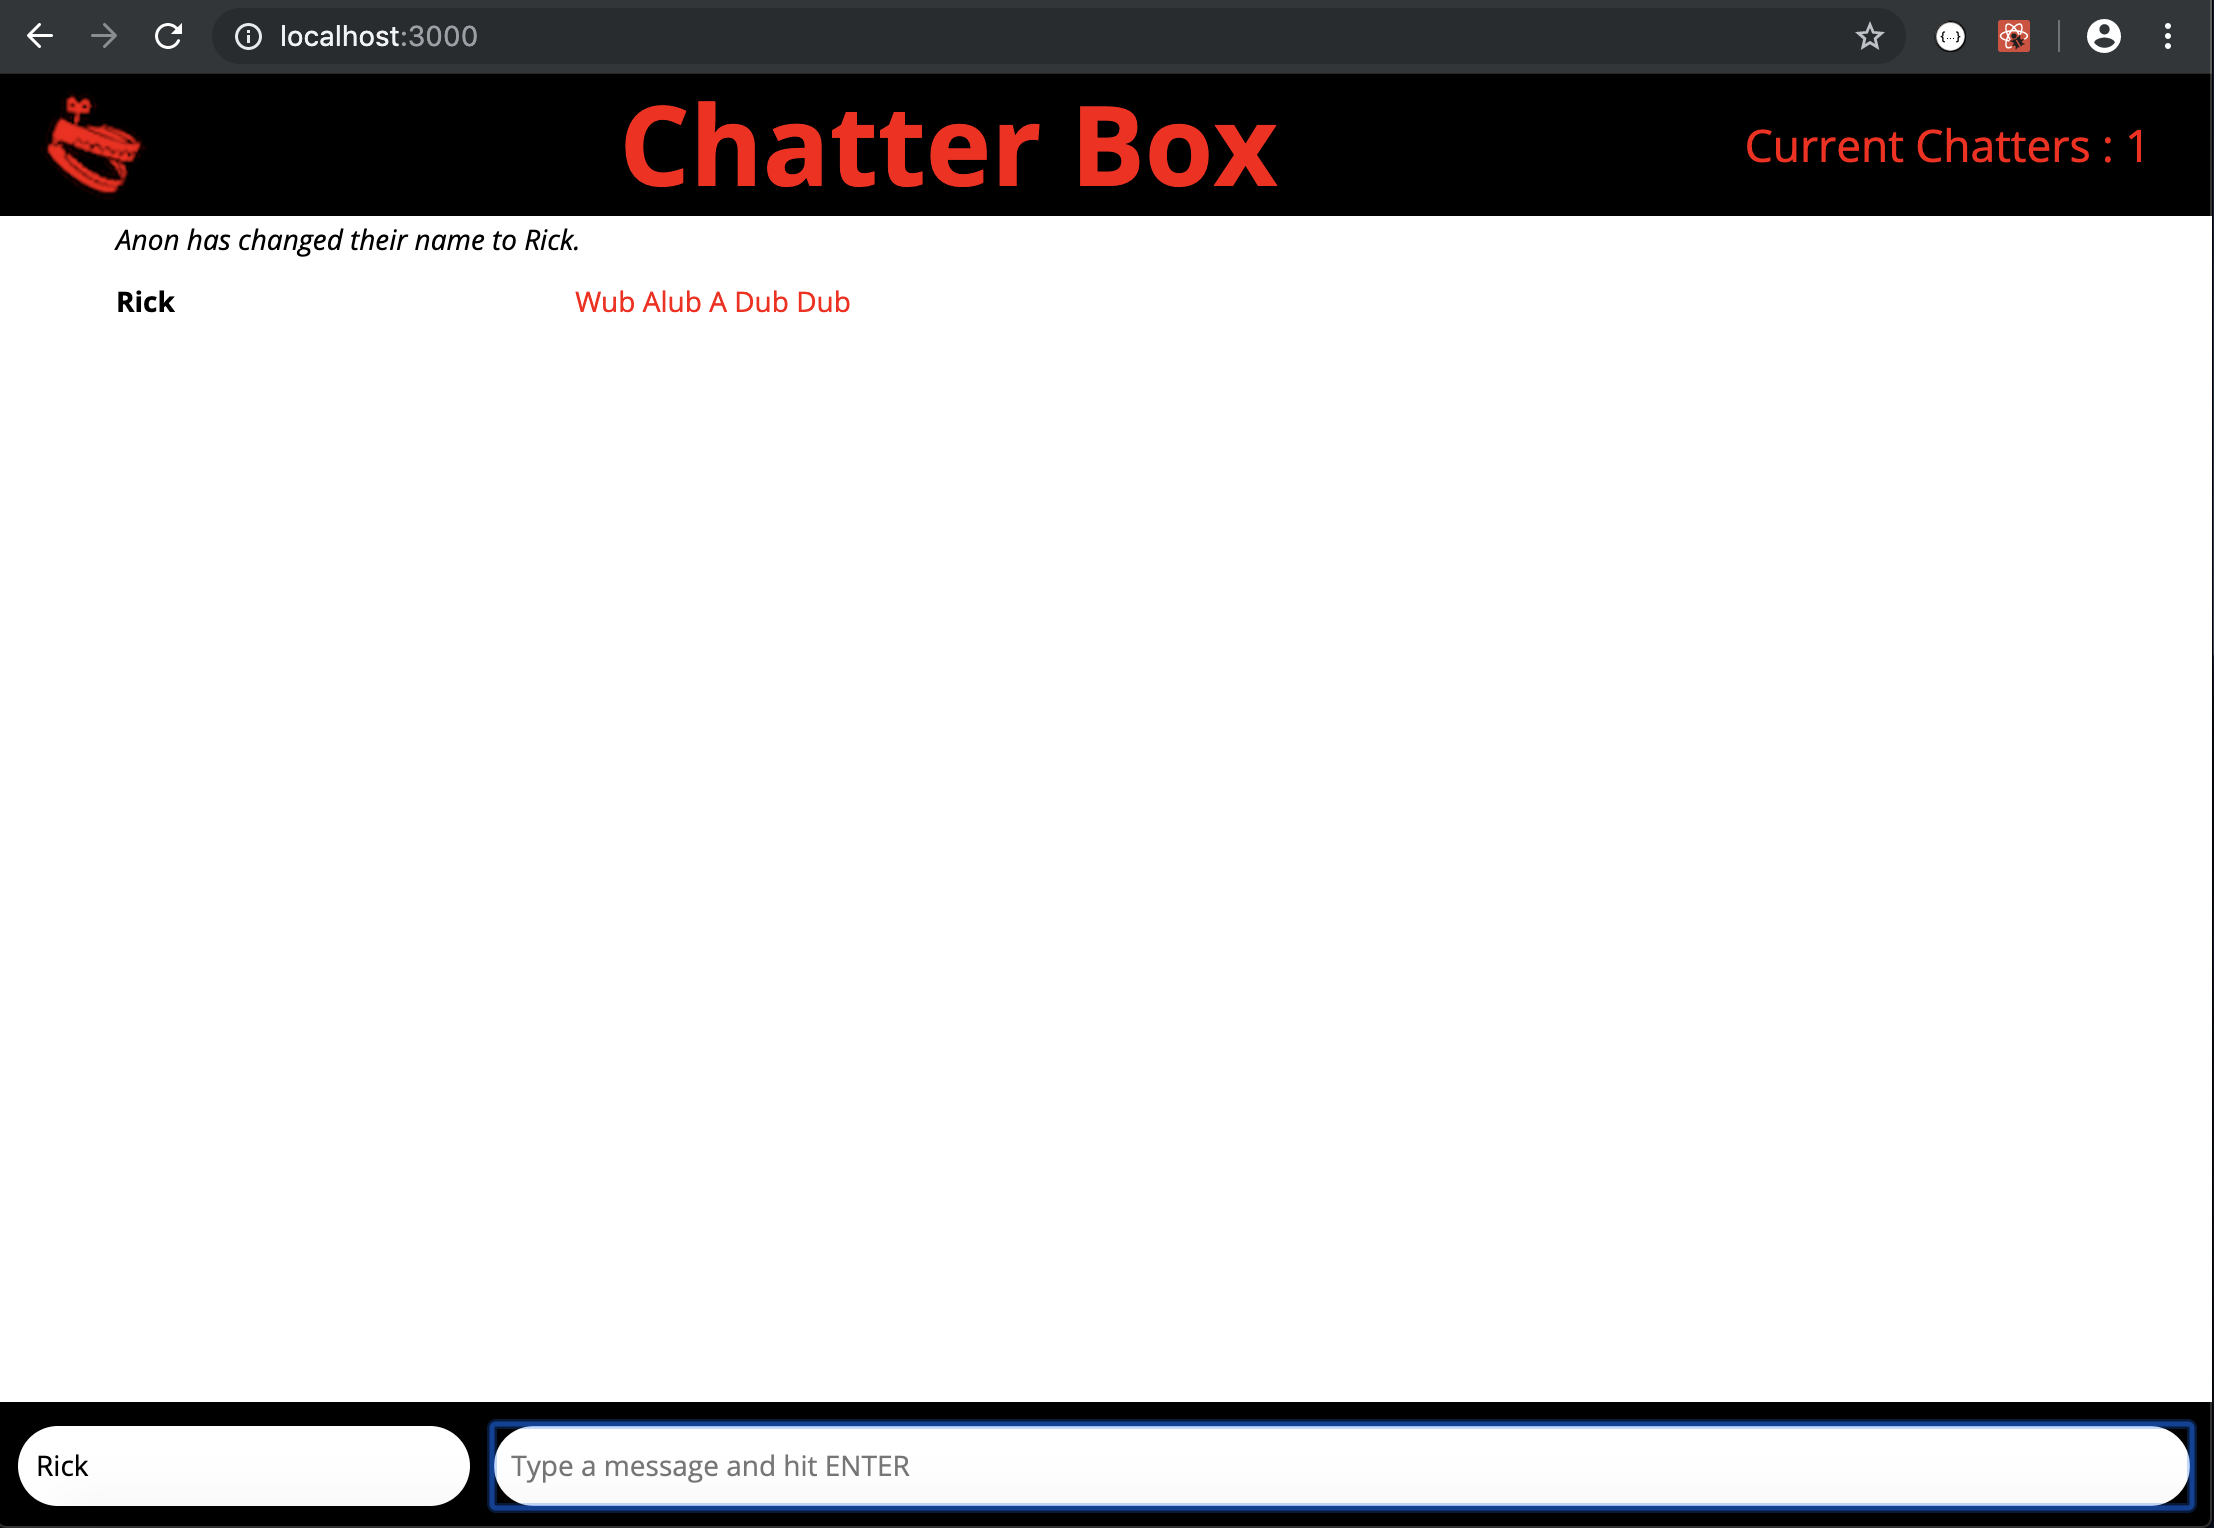 localhost:3000
Chatter Box
Current Chatters : 1
Anon has changed their name to Rick.
Rick Wub Alub A Dub Dub
Rick
Type a message and hit ENTER